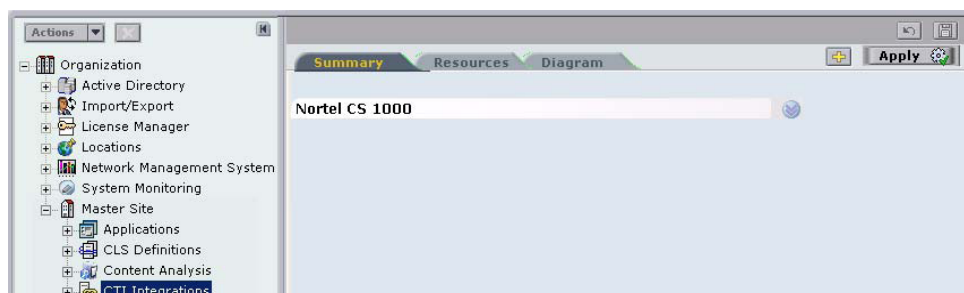 Actions
Organization
Active Directory
Import/Export
License Manager
Locations
Network Management System
System Monitoring
Master Site
Applications
CLS Definitions
Content Analysis
CTI Integrations
Summary Resources Diagram
Apply
Nortel CS 1000